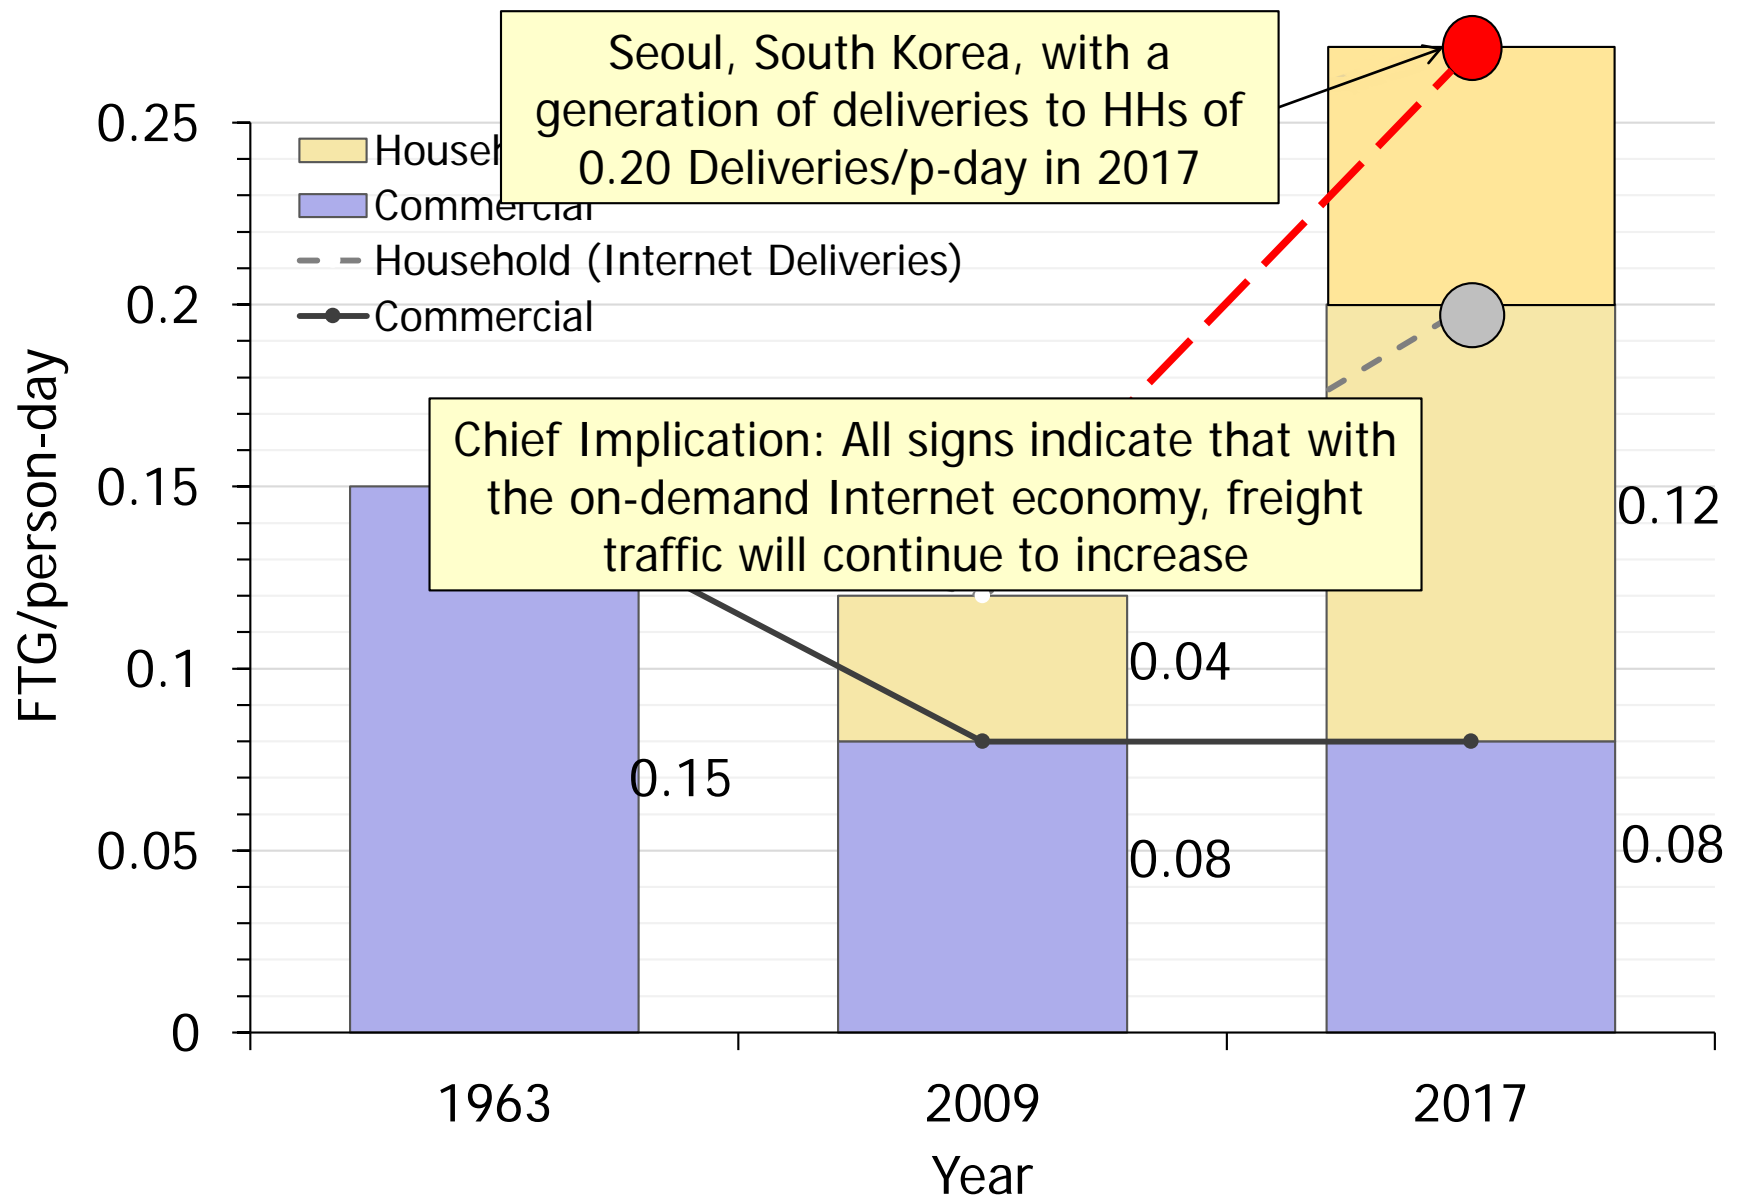 Seoul, South Korea, with a
generation of deliveries to HHs of
0.20 Deliveries/p-day in 2017
Commercial
Household (Internet Deliveries)
Commercial
Chief Implication: All signs indicate that with
the on-demand Internet economy, freight
traffic will continue to increase
0.25
0.2
0.15
0.1
0.05
0
FTG/person-day
0.15
0.04
0.08
0.12
0.08
1963
2009
2017
Year